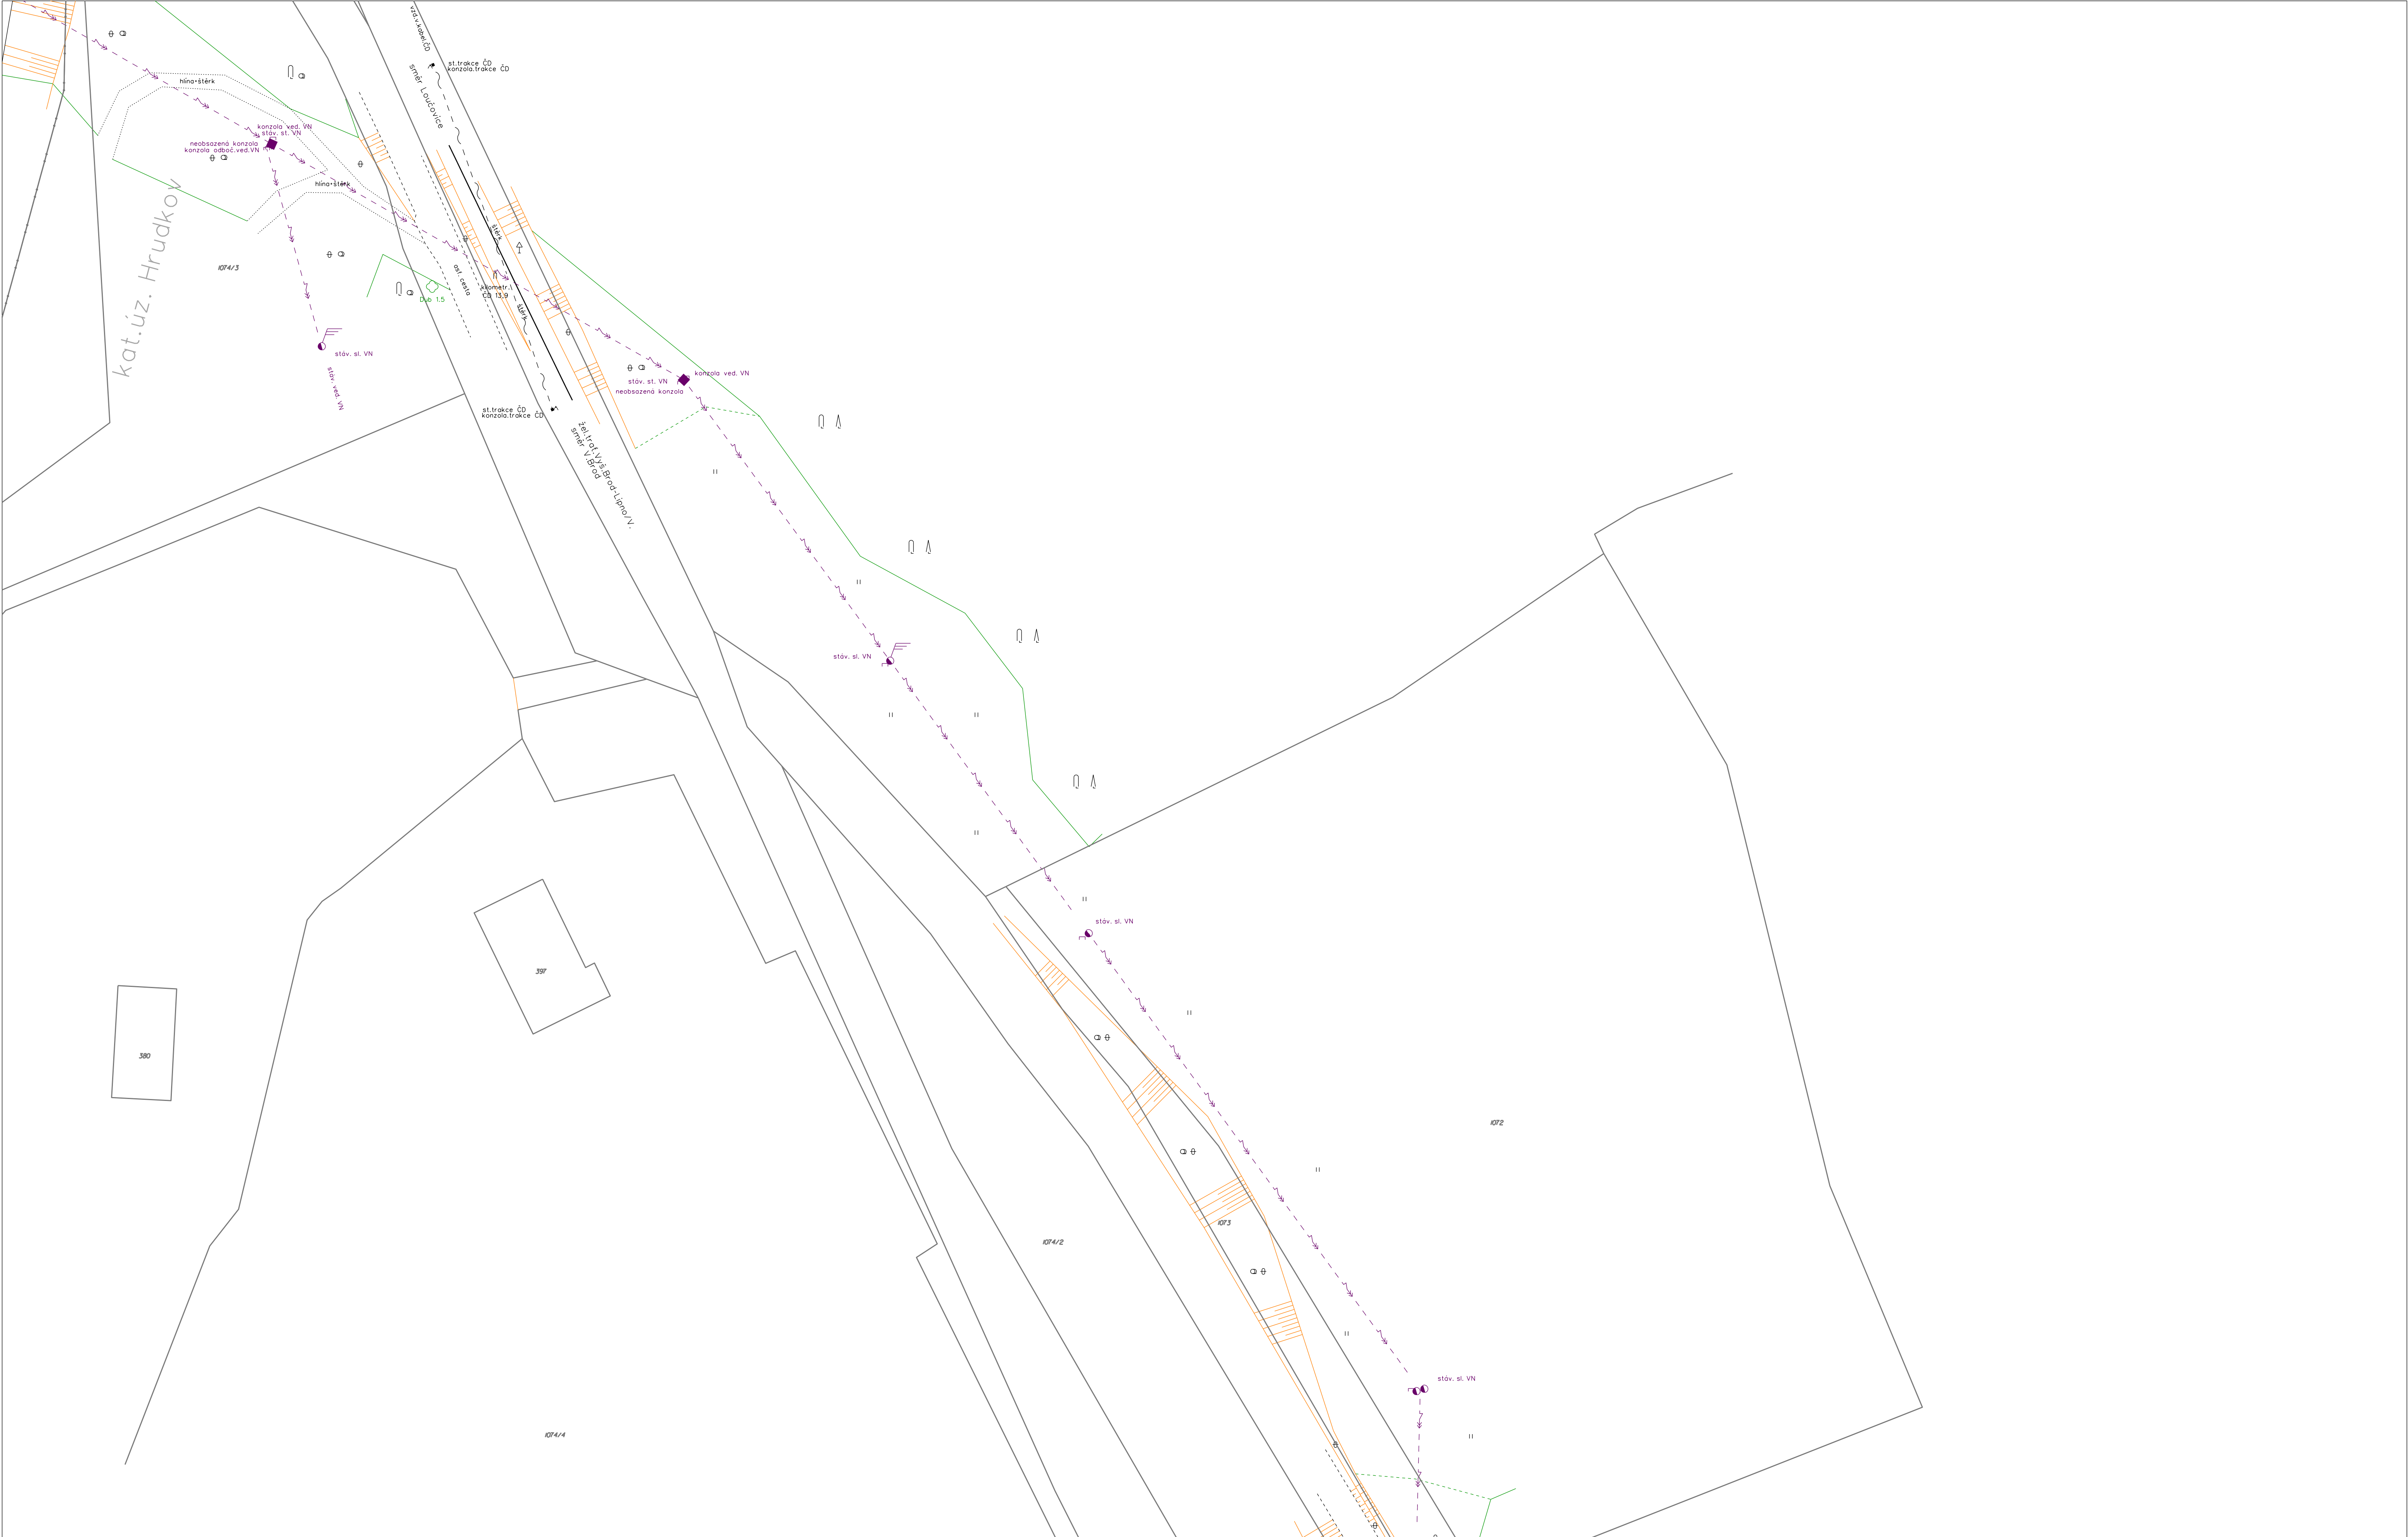 vzd.v.kabel.ČD
st.trakce ČD
konzola.trakce ČD
směr Loučovice
hlína+štěrk
konzola ved. VN
stáv. st. VN
neobsazená konzola
konzola odboč.ved.VN
hlína+štěrk
kat.úz. Hrudkov
1074/3
štěrk
asf. cesta
kilometr.
ČD 13,9
Dub 1.5
štěrk
stáv. sl. VN
stáv. ved. VN
konzola ved. VN
stáv. st. VN
neobsazená konzola
st.trakce ČD
konzola.trakce ČD
žel.trať.Vyš.Brod-Lipno/V.
směr V.Brod
stáv. sl. VN
stáv. sl. VN
397
380
1072
1073
1074/2
stáv. sl. VN
1074/4